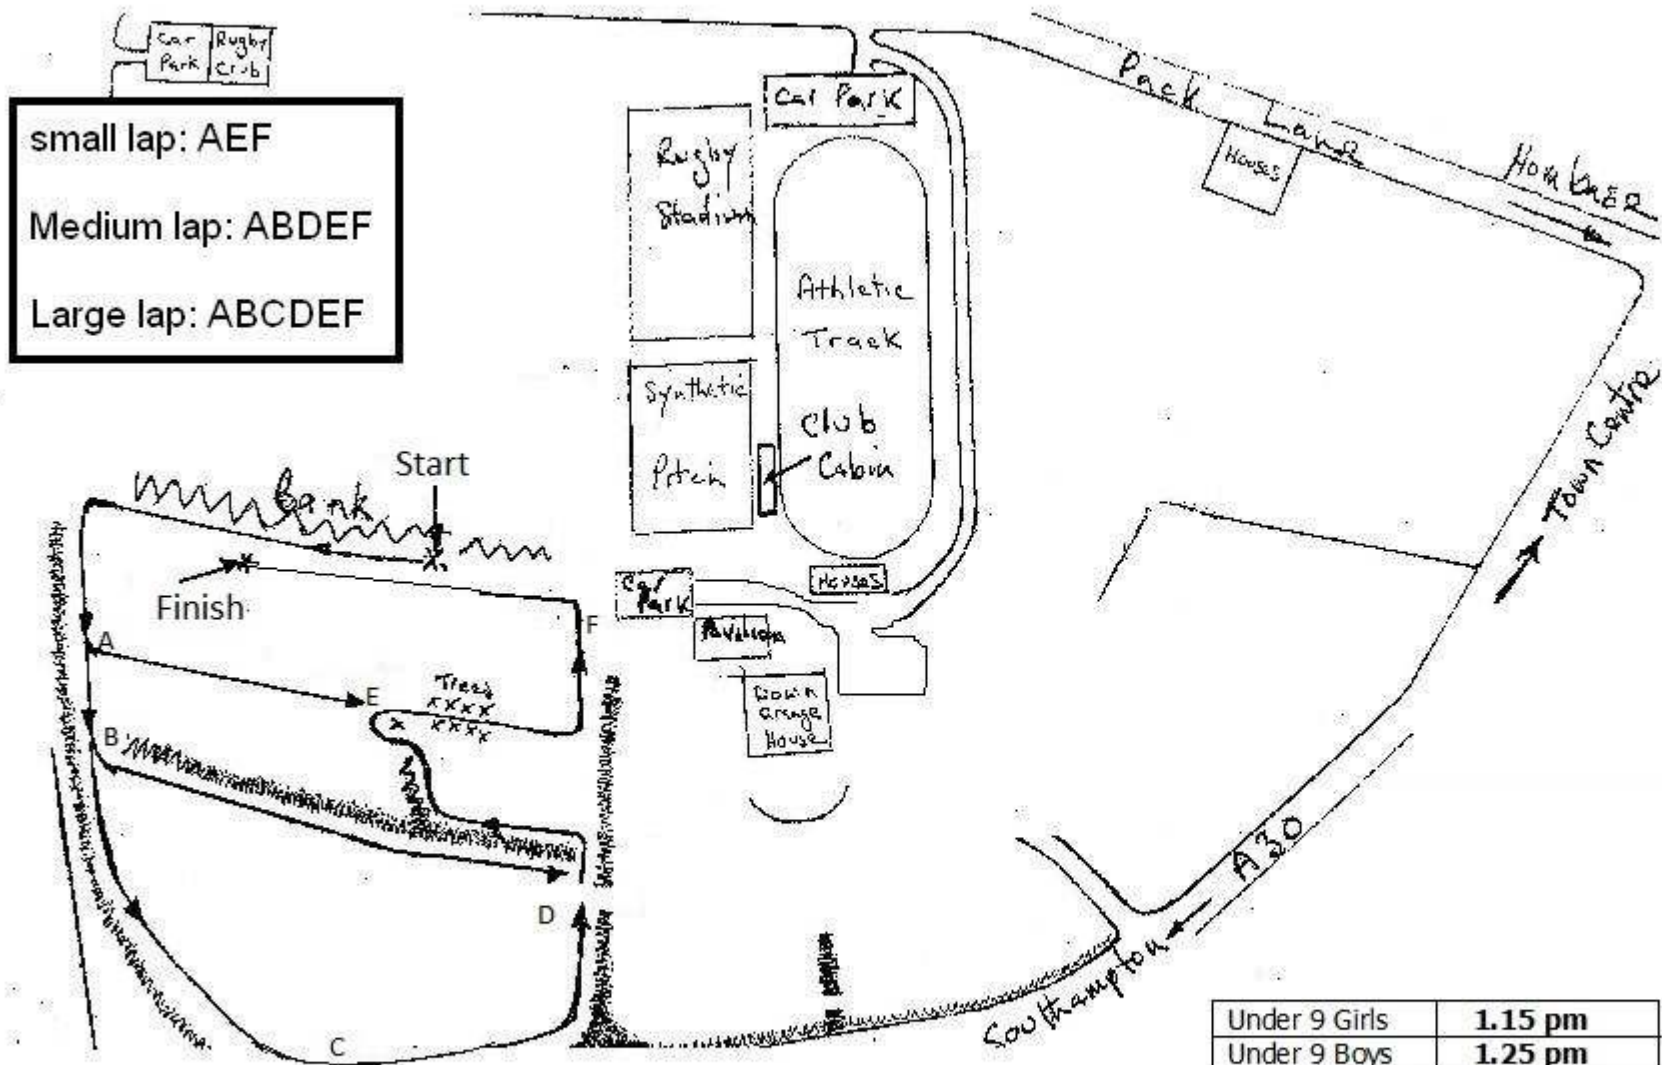 Car
Park
Rugby
Club
small lap: AEF
Medium lap: ABDEF
Large lap: ABCDEF
Car Park
Rugby
Stadium
Athletic
Track
Synthetic
Pitch
Club
Cabin
Pack Lane
Houses
Town Centre
Bank
Start
Finish
Houses
Car
Park
Pavilion
Down
Grange
House
A
B
C
D
E
F
Trees
xxxx
x xxxx
A30
Southampton
Under 9 Girls 1.15 pm
Under 9 Boys 1.25 pm